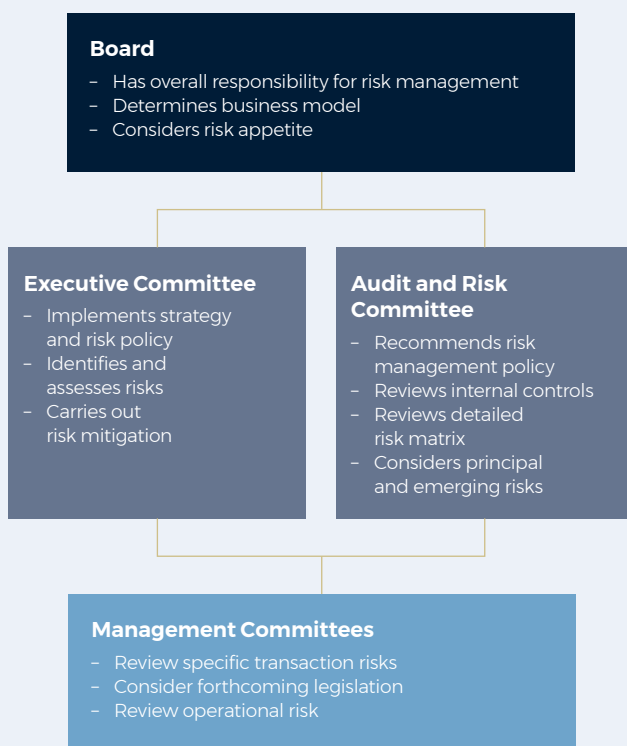 Board
– Has overall responsibility for risk management
– Determines business model
– Considers risk appetite
Executive Committee
– Implements strategy
and risk policy
– Identifies and
assesses risks
– Carries out
risk mitigation
Audit and Risk
Committee
– Recommends risk
management policy
– Reviews internal controls
– Reviews detailed
risk matrix
– Considers principal
and emerging risks
Management Committees
– Review specific transaction risks
– Consider forthcoming legislation
– Review operational risk